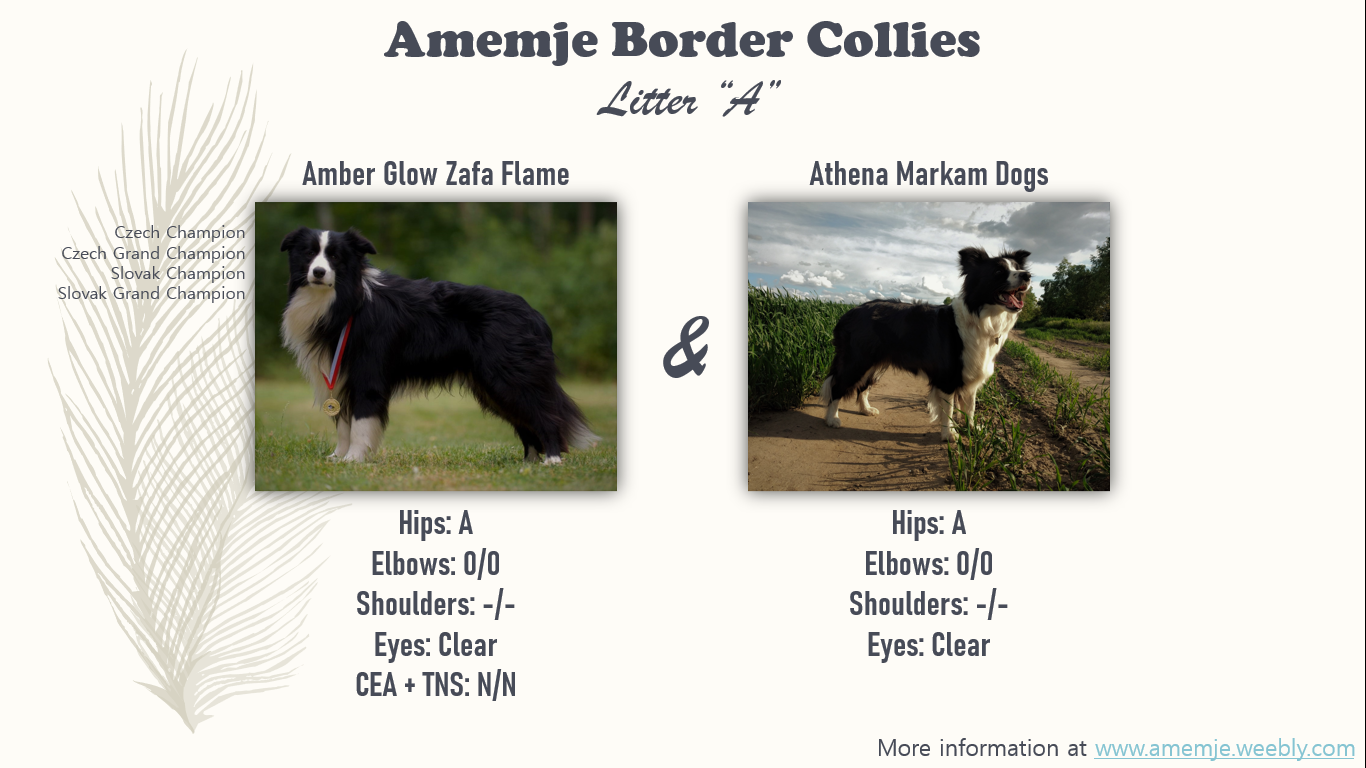 Amemje Border Collies
Litter “A”
Amber Glow Zafa Flame
Czech Champion
Czech Grand Champion
Slovak Champion
Slovak Grand Champion
&
Athena Markam Dogs
Hips: A
Elbows: 0/0
Shoulders: -/-
Eyes: Clear
CEA + TNS: N/N
Hips: A
Elbows: 0/0
Shoulders: -/-
Eyes: Clear
More information at www.amemje.weebly.com